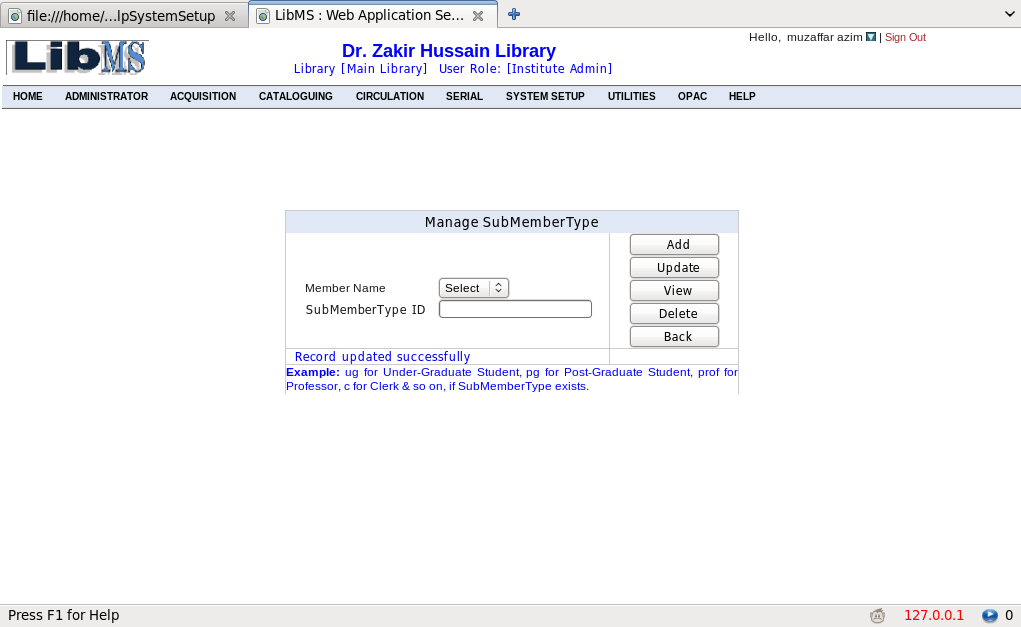 file:///home/...lpSystemSetup
LibMS : Web Application Se...
Hello, muzaffar azim | Sign Out
LibMS
Dr. Zakir Hussain Library
Library [Main Library] User Role: [Institute Admin]
HOME ADMINISTRATOR ACQUISITION CATALOGUING CIRCULATION SERIAL SYSTEM SETUP UTILITIES OPAC HELP
Manage SubMemberType
Add
Update
Member Name Select
View
SubMemberType ID
Delete
Back
Record updated successfully
Example: ug for Under-Graduate Student, pg for Post-Graduate Student, prof for
Professor, c for Clerk & so on, if SubMemberType exists.
Press F1 for Help
127.0.0.1
0